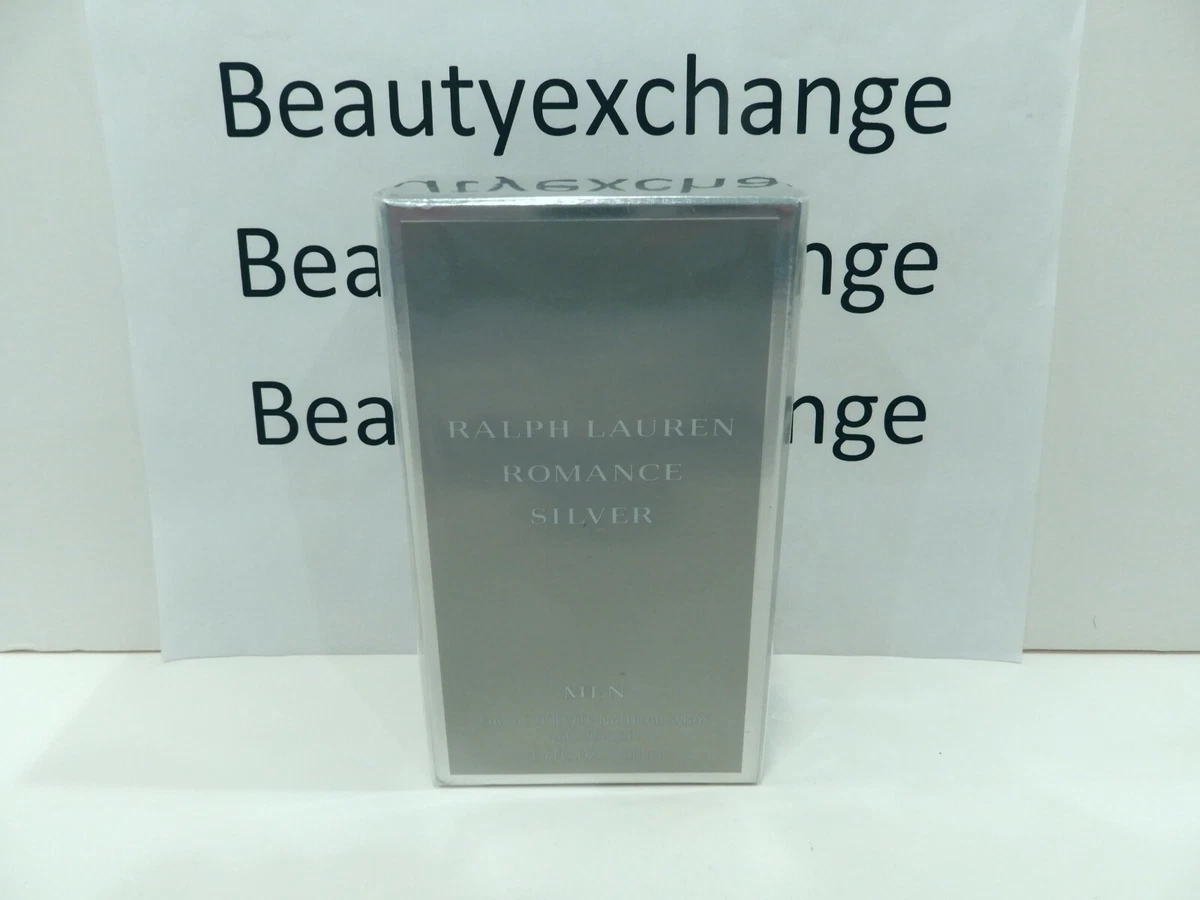 Beautyexchange
Bea nge
Bea nge
RALPH LAUREN
ROMANCE
SILVER
MEN